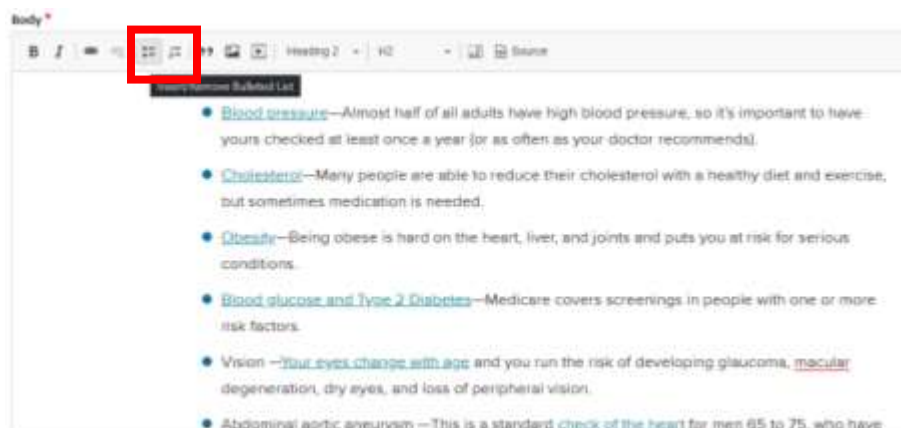 Body *
B I Heading 2 H2 Source
Insert/Remove Bulleted List
Blood pressure—Almost half of all adults have high blood pressure, so it's important to have
yours checked at least once a year (or as often as your doctor recommends).
Cholesterol—Many people are able to reduce their cholesterol with a healthy diet and exercise,
but sometimes medication is needed.
Obesity—Being obese is hard on the heart, liver, and joints and puts you at risk for serious
conditions.
Blood glucose and Type 2 Diabetes—Medicare covers screenings in people with one or more
risk factors.
Vision —Your eyes change with age and you run the risk of developing glaucoma, macular
degeneration, dry eyes, and loss of peripheral vision.
Abdominal aortic aneurysm —This is a standard check of the heart for men 65 to 75, who have